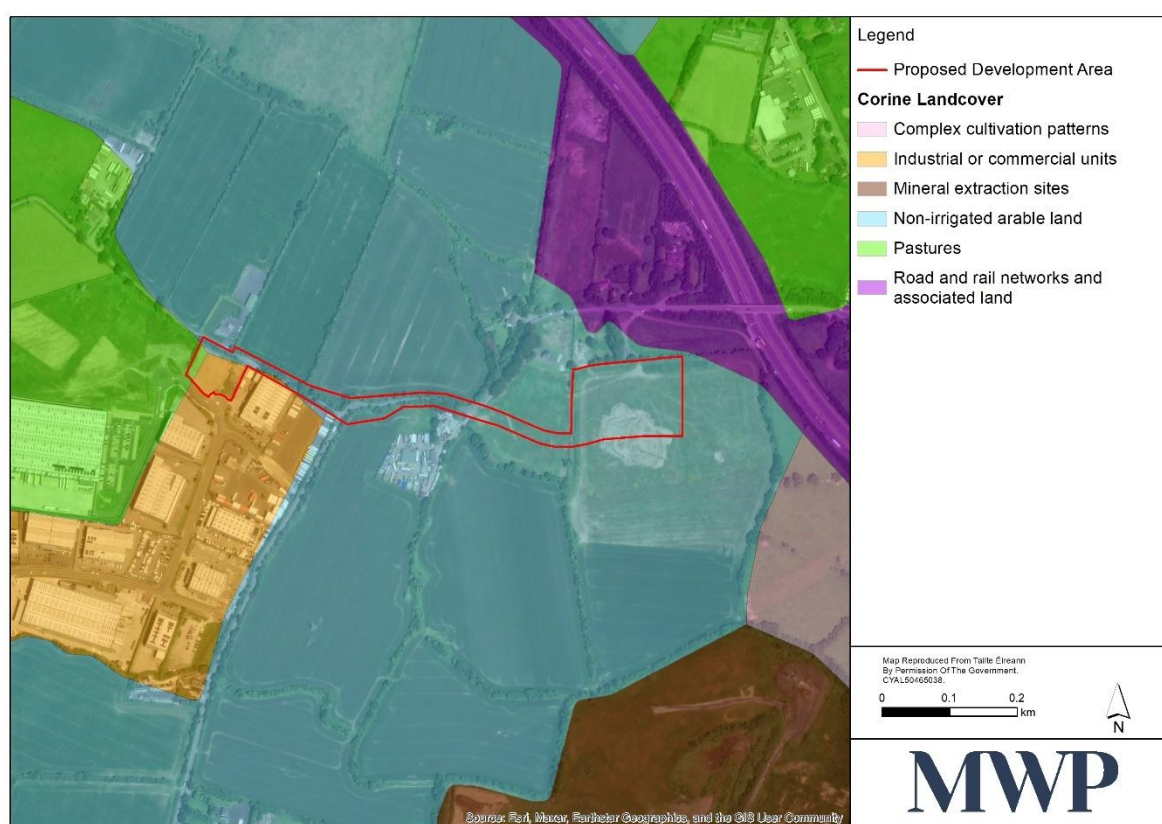 Legend
Proposed Development Area
Corine Landcover
Complex cultivation patterns
Industrial or commercial units
Mineral extraction sites
Non-irrigated arable land
Pastures
Road and rail networks and
associated land
Map Reproduced From Tailte Éireann
By Permission Of The Government.
CYAL50465038.
0 0.1 0.2
km
N
MWP
Source: Esri, Maxar, Earthstar Geographics, and the GIS User Community